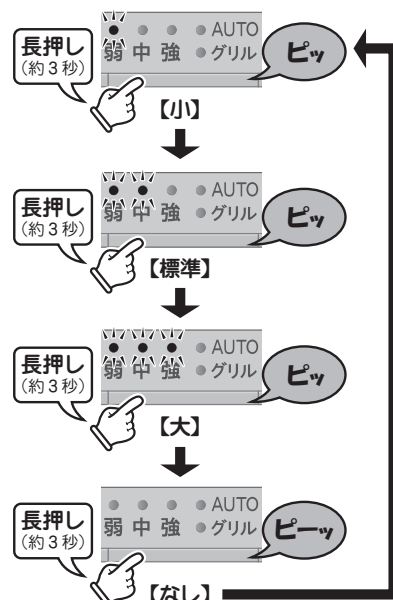 長押し
(約3秒)
AUTO
弱 中 強 グリル
ピッ
【小】
長押し
(約3秒)
AUTO
弱 中 強 グリル
ピッ
【標準】
長押し
(約3秒)
AUTO
弱 中 強 グリル
ピッ
【大】
長押し
(約3秒)
AUTO
弱 中 強 グリル
ピーッ
【なし】